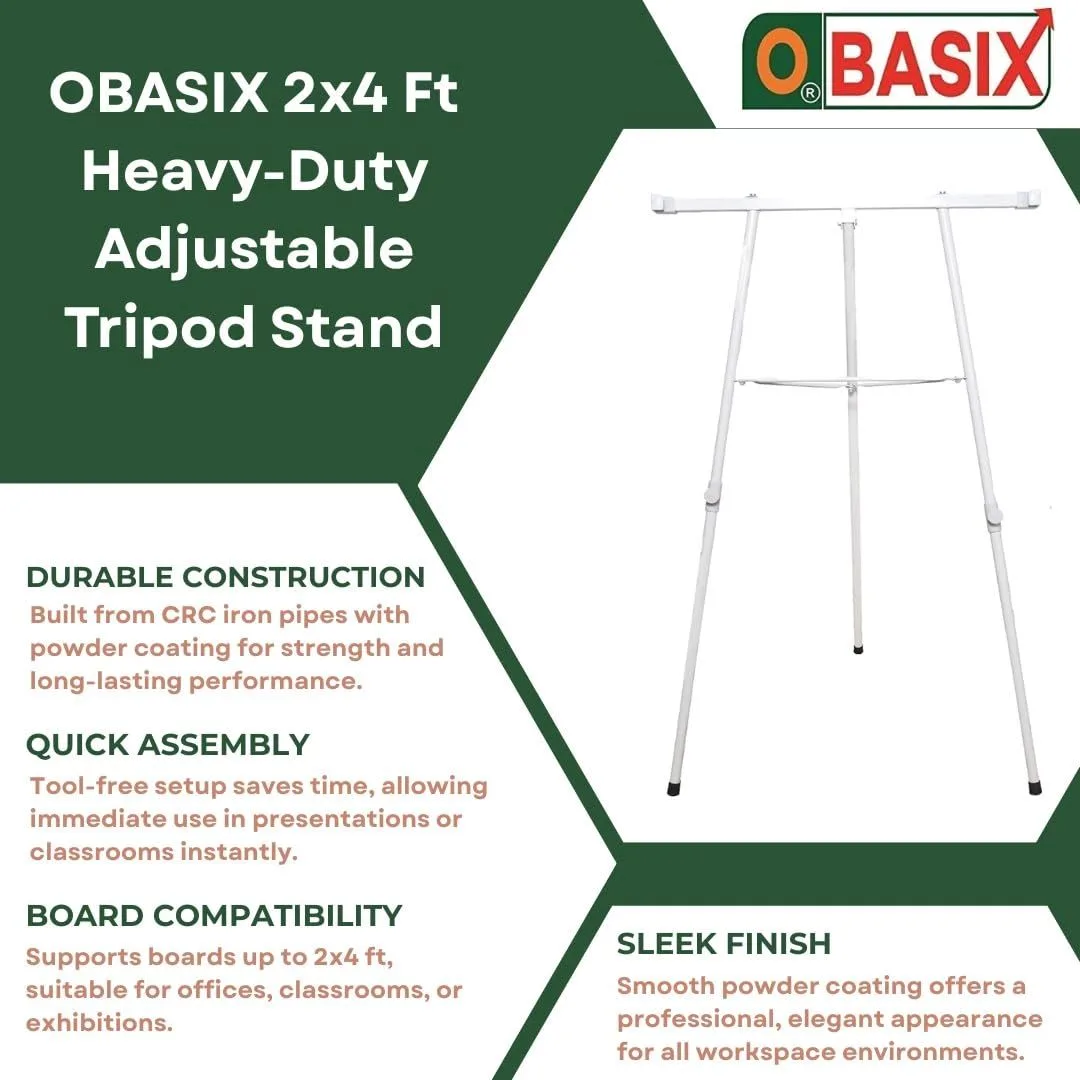 OBASIX 2x4 Ft
Heavy-Duty
Adjustable
Tripod Stand
O® BASIX
DURABLE CONSTRUCTION
Built from CRC iron pipes with
powder coating for strength and
long-lasting performance.
QUICK ASSEMBLY
Tool-free setup saves time, allowing
immediate use in presentations or
classrooms instantly.
BOARD COMPATIBILITY
Supports boards up to 2x4 ft,
suitable for offices, classrooms, or
exhibitions.
SLEEK FINISH
Smooth powder coating offers a
professional, elegant appearance
for all workspace environments.